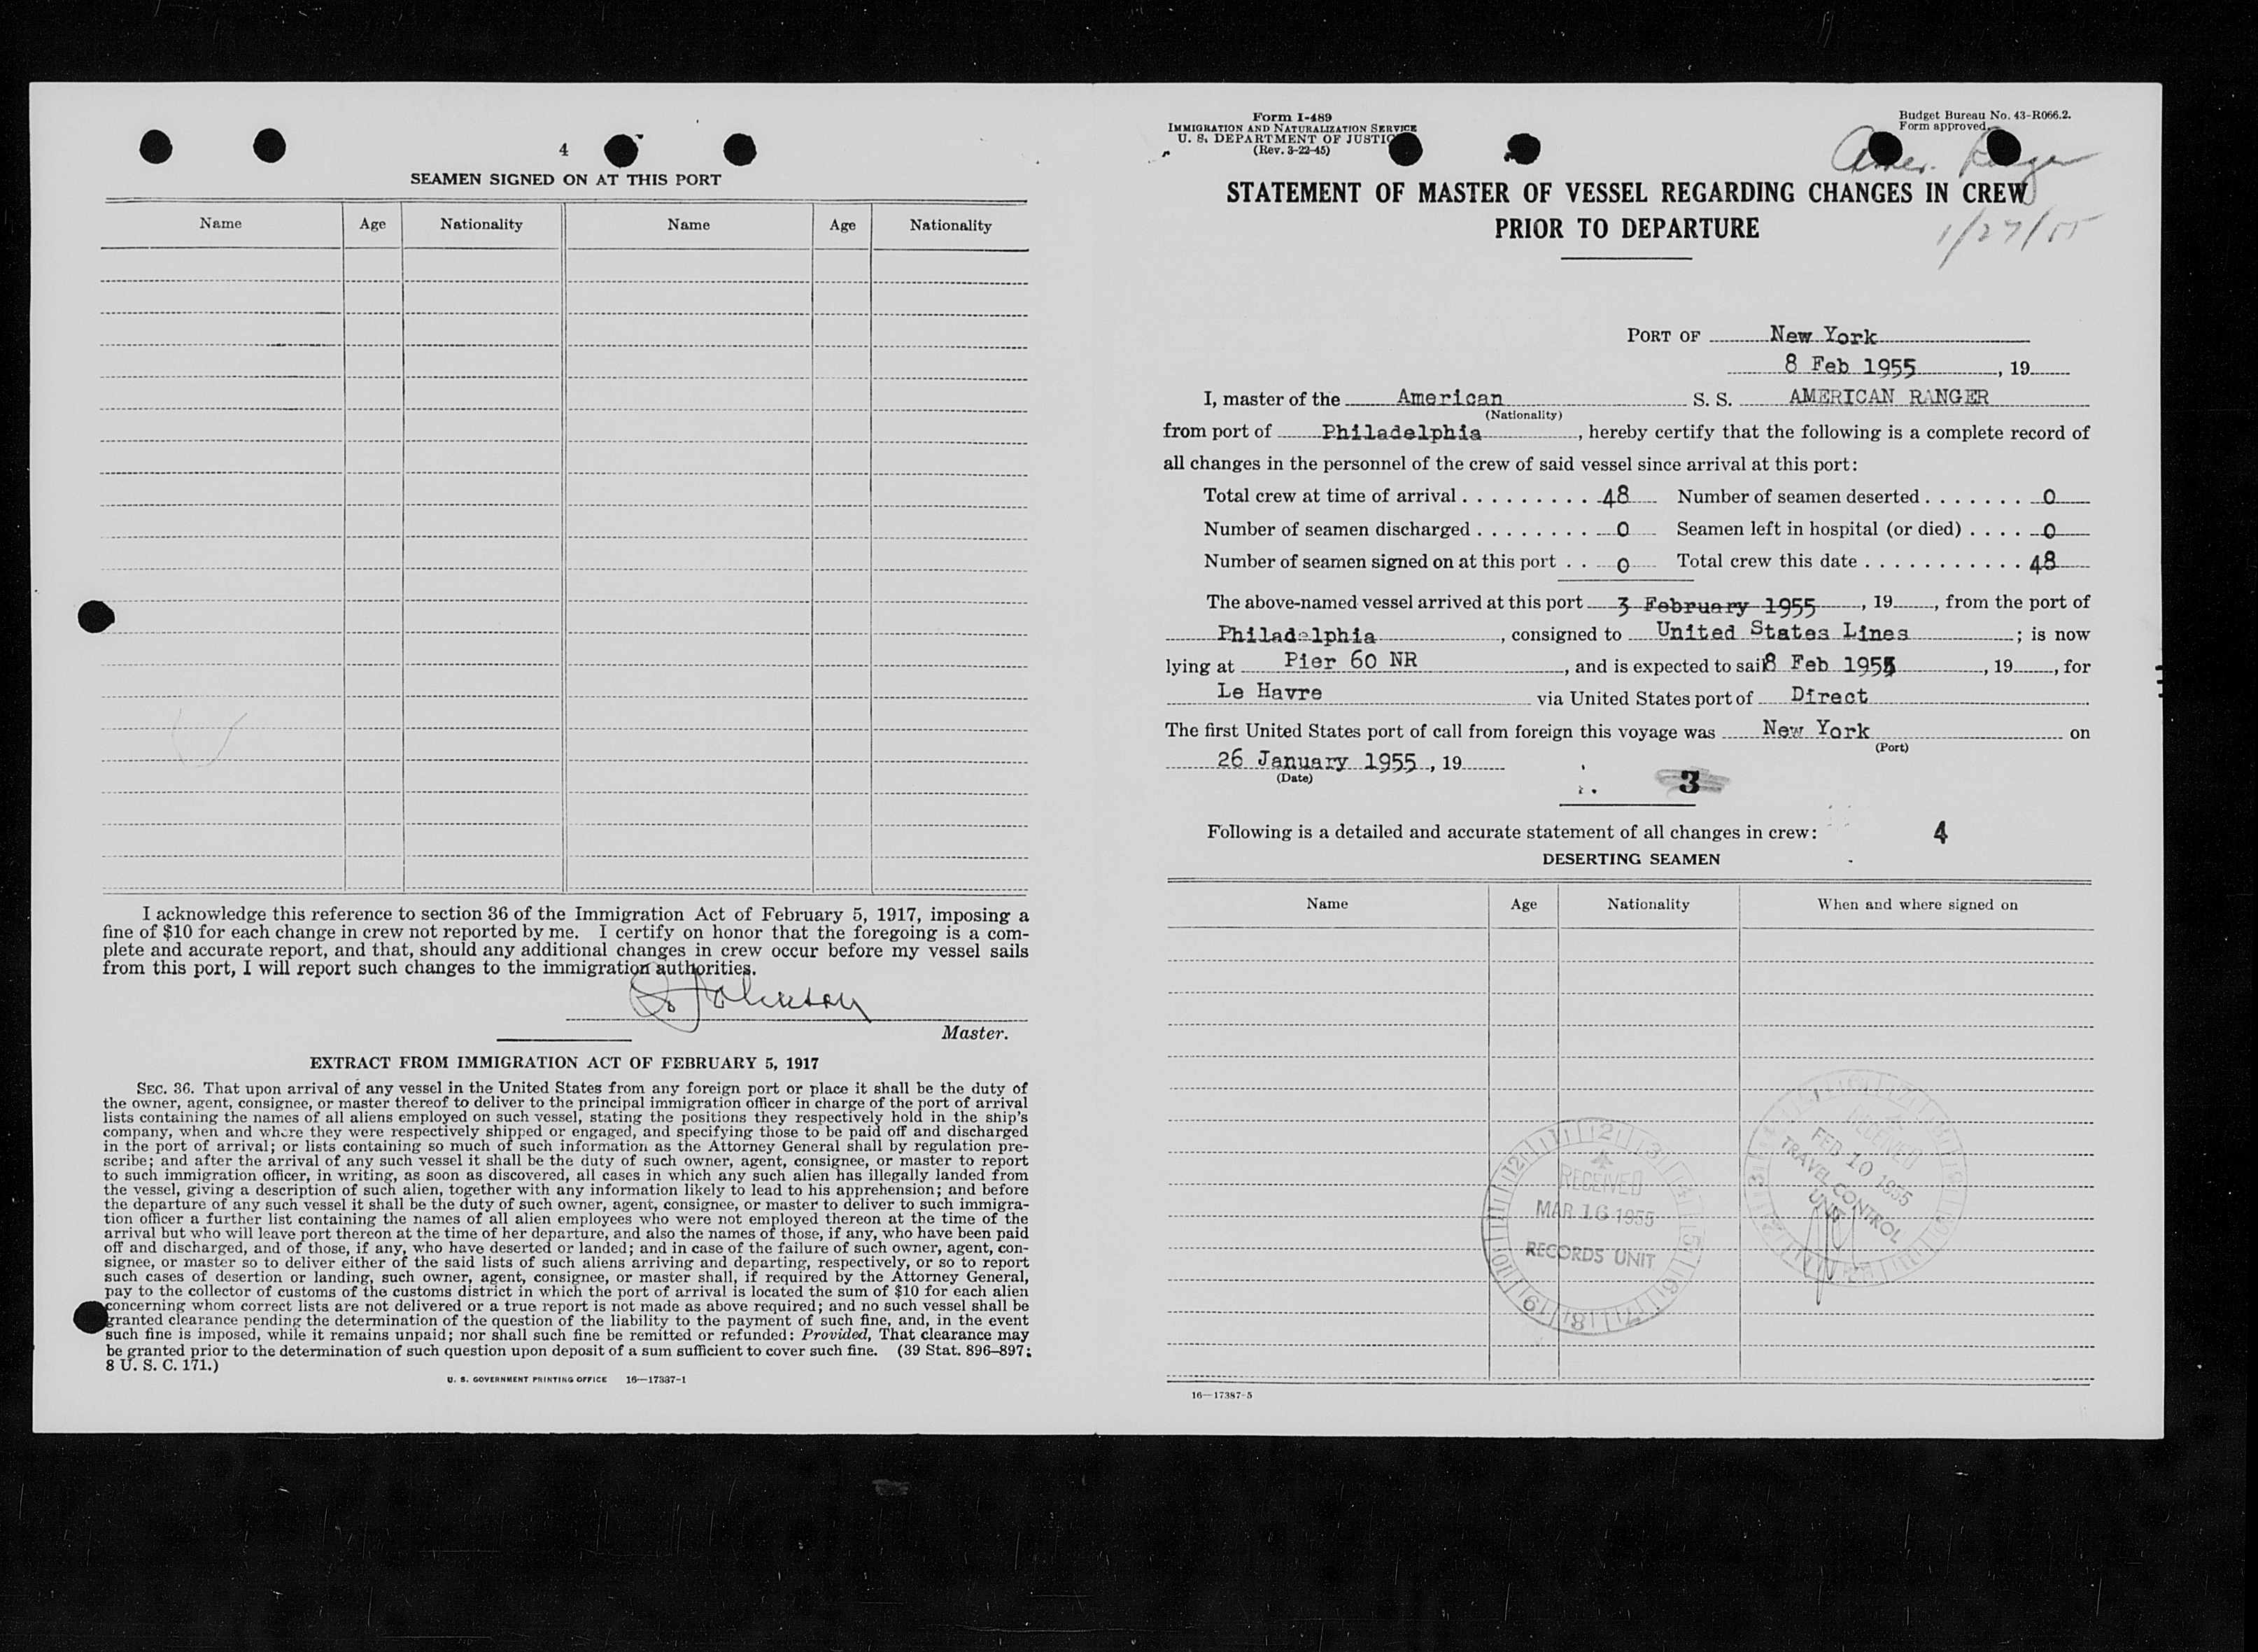 4
SEAMEN SIGNED ON AT THIS PORT
Name Age Nationality Name Age Nationality
I acknowledge this reference to section 36 of the Immigration Act of February 5, 1917, imposing a
fine of $10 for each change in crew not reported by me. I certify on honor that the foregoing is a com-
plete and accurate report, and that, should any additional changes in crew occur before my vessel sails
from this port, I will report such changes to the immigration authorities.
Johnson
Master.
EXTRACT FROM IMMIGRATION ACT OF FEBRUARY 5, 1917
SEC. 36. That upon arrival of any vessel in the United States from any foreign port or place it shall be the duty of
the owner, agent, consignee, or master thereof to deliver to the principal immigration officer in charge of the port of arrival
lists containing the names of all aliens employed on such vessel, stating the positions they respectively hold in the ship's
company, when and where they were respectively shipped or engaged, and specifying those to be paid off and discharged
in the port of arrival; or lists containing so much of such information as the Attorney General shall by regulation pre-
scribe; and after the arrival of any such vessel it shall be the duty of such owner, agent, consignee, or master to report
to such immigration officer, in writing, as soon as discovered, all cases in which any such alien has illegally landed from
the vessel, giving a description of such alien, together with any information likely to lead to his apprehension; and before
the departure of any such vessel it shall be the duty of such owner, agent, consignee, or master to deliver to such immigra-
tion officer a further list containing the names of all alien employees who were not employed thereon at the time of the
arrival but who will leave port thereon at the time of her departure, and also the names of those, if any, who have been paid
off and discharged, and of those, if any, who have deserted or landed; and in case of the failure of such owner, agent, con-
signee, or master so to deliver either of the said lists of such aliens arriving and departing, respectively, or so to report
such cases of desertion or landing, such owner, agent, consignee, or master shall, if required by the Attorney General,
pay to the collector of customs of the customs district in which the port of arrival is located the sum of $10 for each alien
concerning whom correct lists are not delivered or a true report is not made as above required; and no such vessel shall be
granted clearance pending the determination of the question of the liability to the payment of such fine, and, in the event
such fine is imposed, while it remains unpaid; nor shall such fine be remitted or refunded: Provided, That clearance may
be granted prior to the determination of such question upon deposit of a sum sufficient to cover such fine. (39 Stat. 896–897;
8 U. S. C. 171.)
U. S. GOVERNMENT PRINTING OFFICE 16—17387-1
Form I-489
IMMIGRATION AND NATURALIZATION SERVICE
U. S. DEPARTMENT OF JUSTICE
(Rev. 3-22-45)
Budget Bureau No. 43-R066.2.
Form approved.
Amer. Ranger
STATEMENT OF MASTER OF VESSEL REGARDING CHANGES IN CREW
PRIOR TO DEPARTURE
1/27/55
PORT OF New York
8 Feb 1955, 19
I, master of the American S. S. AMERICAN RANGER
(Nationality)
from port of Philadelphia, hereby certify that the following is a complete record of
all changes in the personnel of the crew of said vessel since arrival at this port:
Total crew at time of arrival . . . . . . . . . . 48 Number of seamen deserted . . . . . . . 0
Number of seamen discharged . . . . . . . . . 0 Seamen left in hospital (or died) . . . . 0
Number of seamen signed on at this port . . 0 Total crew this date . . . . . . . . . . . . 48
The above-named vessel arrived at this port 3 February 1955, 19, from the port of
Philadelphia, consigned to United States Lines; is now
lying at Pier 60 NR, and is expected to sail 8 Feb 1955, 19, for
Le Havre via United States port of Direct.
The first United States port of call from foreign this voyage was New York on
(Port)
26 January 1955, 19
(Date)
3
Following is a detailed and accurate statement of all changes in crew: 4
DESERTING SEAMEN
Name Age Nationality When and where signed on
RECEIVED
MAR 16 1955
RECORDS UNIT
RECEIVED
FEB 10 1955
TRAVEL CONTROL
UNIT
16—17387-5